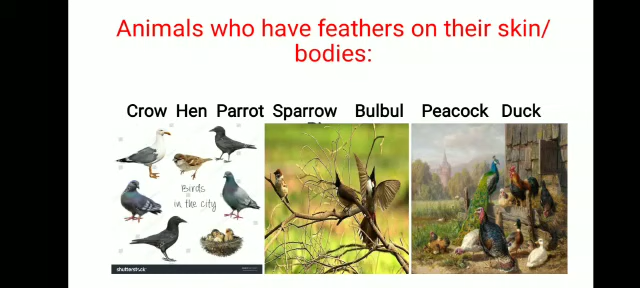 Animals who have feathers on their skin/
bodies:
Crow Hen Parrot Sparrow Bulbul Peacock Duck
Birds
in the city
shutterstock